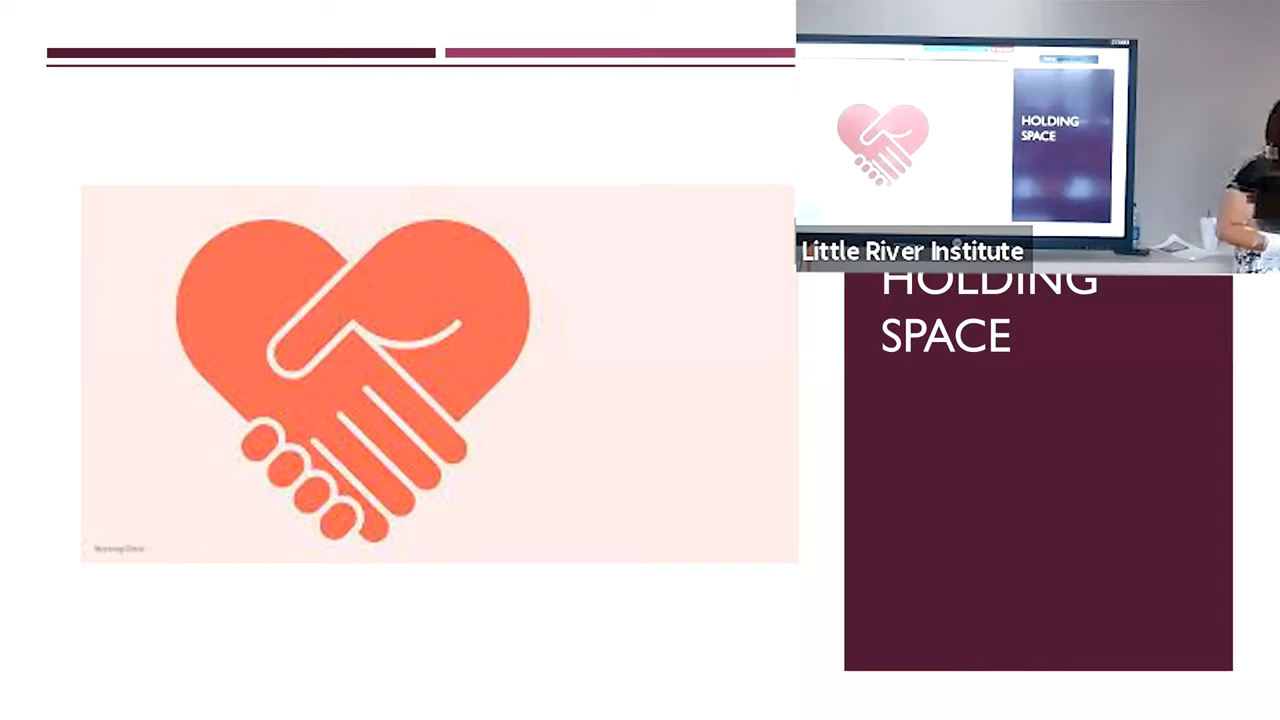 HOLDING
SPACE
Little River Institute
HOLDING
SPACE